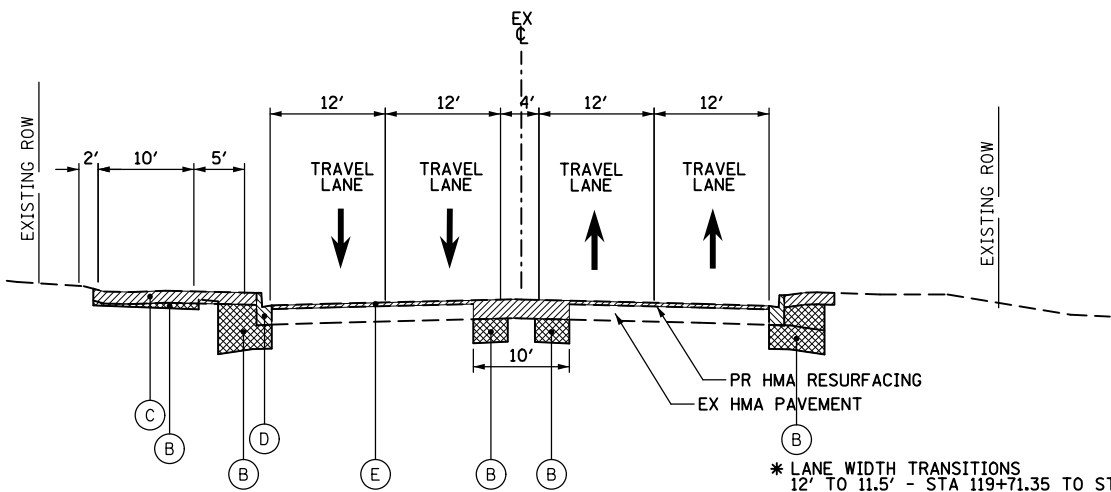 EX
℄
12'
12'
4'
12'
12'
2'
10'
5'
EXISTING ROW
TRAVEL
LANE
TRAVEL
LANE
TRAVEL
LANE
TRAVEL
LANE
EXISTING ROW
10'
PR HMA RESURFACING
EX HMA PAVEMENT
C
B
B
D
E
B
B
B
* LANE WIDTH TRANSITIONS
12' TO 11.5' - STA 119+71.35 TO ST